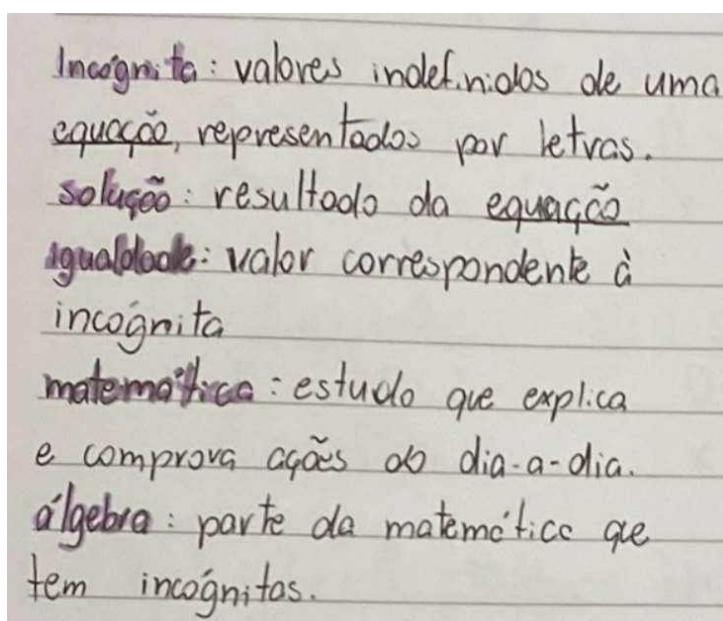 Incógnita: valores indefinidos de uma
equação, representados por letras.
solução: resultado da equação
igualdade: valor correspondente à
incógnita
matemática: estudo que explica
e comprova ações do dia-a-dia.
álgebra: parte da matemática que
tem incógnitas.